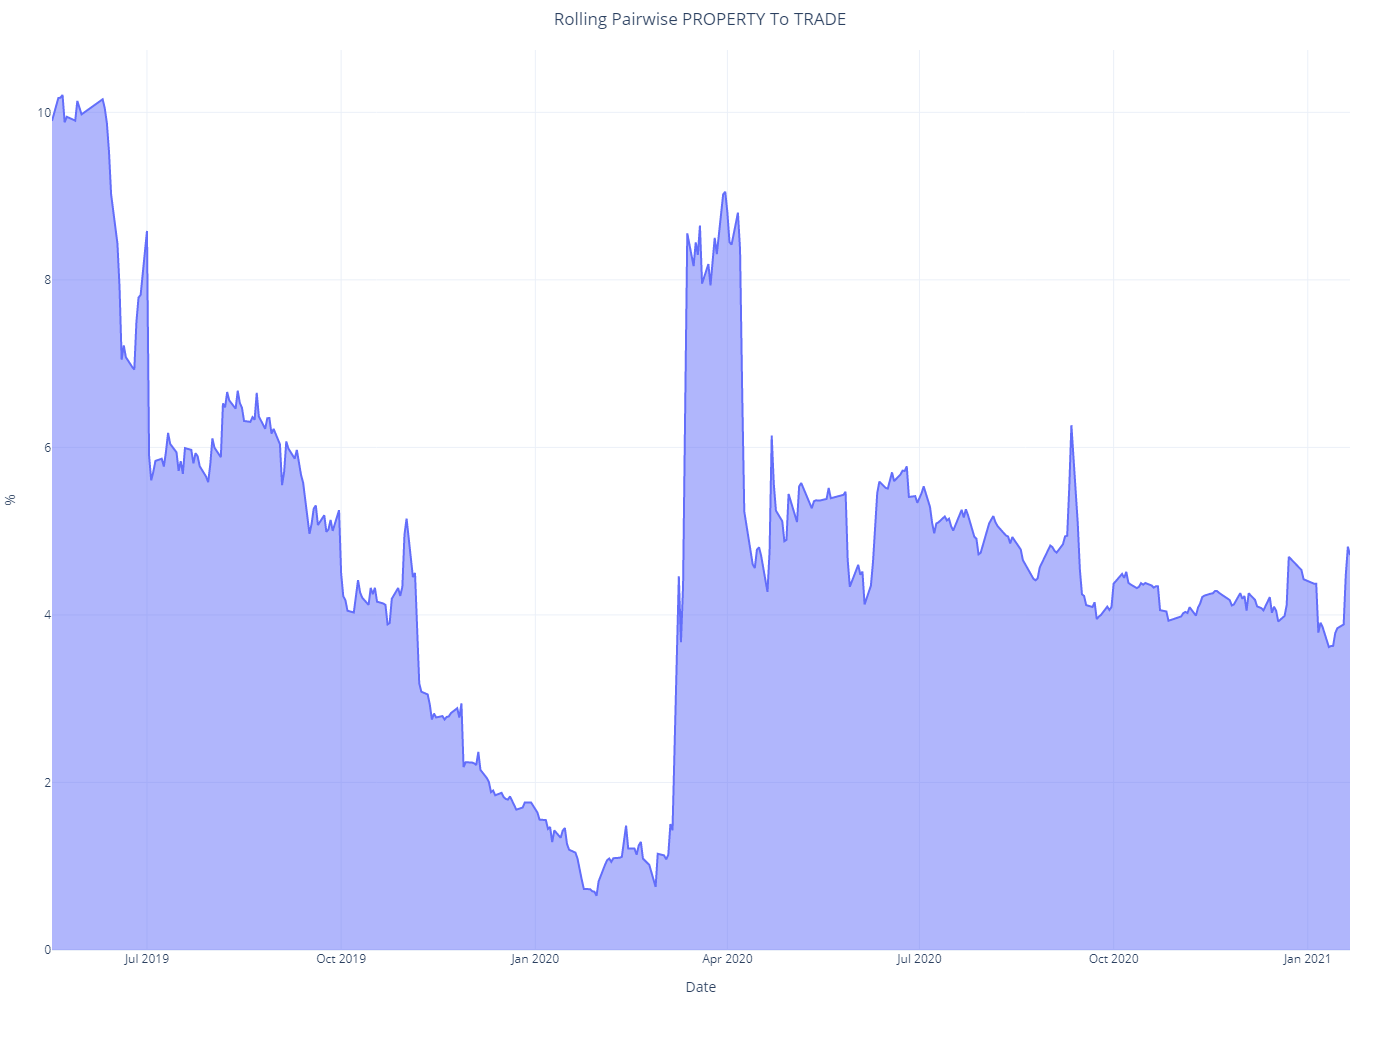 Rolling Pairwise PROPERTY To TRADE
10
8
6
4
2
0
%
Jul 2019
Oct 2019
Jan 2020
Apr 2020
Jul 2020
Oct 2020
Jan 2021
Date